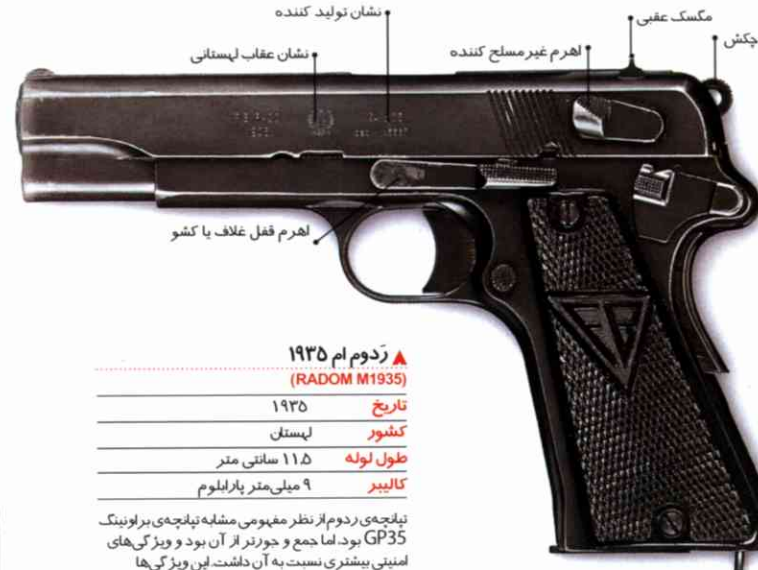 نشان تولید کننده
مگسک عقبی
چکش
اهرم غیر مسلح کننده
نشان عقاب لهستانی
اهرم قفل غلاف یا کشو
رَدوم ام ۱۹۳۵
(RADOM M1935)
تاریخ ۱۹۳۵
کشور لهستان
طول لوله ۱۱.۵ سانتی متر
کالیبر ۹ میلی‌متر پارابلوم
تپانچه‌ی ردوم از نظر مفهومی مشابه تپانچه‌ی براونینگ
GP35 بود، اما جمع و جورتر از آن بود و ویژگی‌های
امنیتی بیشتری نسبت به آن داشت. این ویژگی‌ها